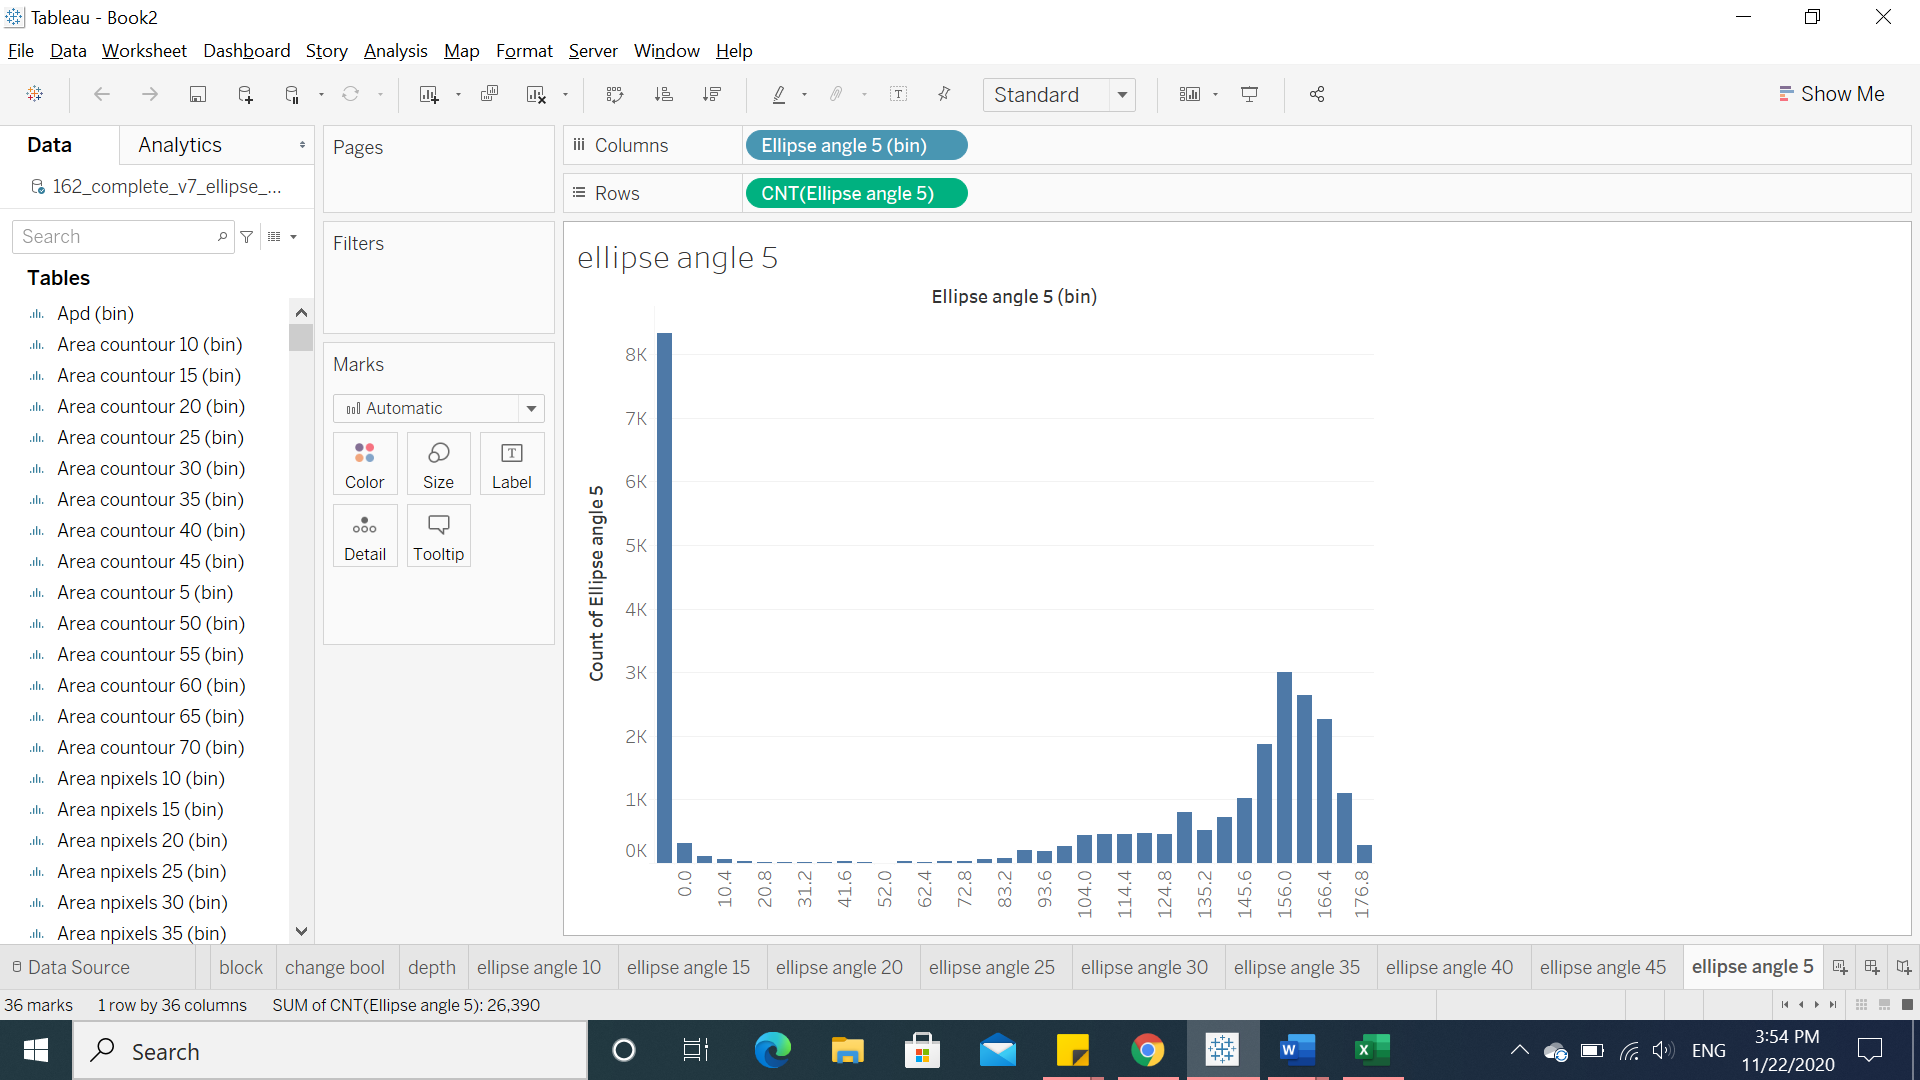 Tableau - Book2
File Data Worksheet Dashboard Story Analysis Map Format Server Window Help
Standard
Show Me
Data Analytics
162_complete_v7_ellipse_...
Search
Tables
Apd (bin)
Area countour 10 (bin)
Area countour 15 (bin)
Area countour 20 (bin)
Area countour 25 (bin)
Area countour 30 (bin)
Area countour 35 (bin)
Area countour 40 (bin)
Area countour 45 (bin)
Area countour 5 (bin)
Area countour 50 (bin)
Area countour 55 (bin)
Area countour 60 (bin)
Area countour 65 (bin)
Area countour 70 (bin)
Area npixels 10 (bin)
Area npixels 15 (bin)
Area npixels 20 (bin)
Area npixels 25 (bin)
Area npixels 30 (bin)
Area npixels 35 (bin)
Pages
Filters
Marks
Automatic
Color Size Label
Detail Tooltip
Columns Ellipse angle 5 (bin)
Rows CNT(Ellipse angle 5)
ellipse angle 5
Ellipse angle 5 (bin)
Count of Ellipse angle 5
8K
7K
6K
5K
4K
3K
2K
1K
0K
0.0 10.4 20.8 31.2 41.6 52.0 62.4 72.8 83.2 93.6 104.0 114.4 124.8 135.2 145.6 156.0 166.4 176.8
Data Source block change bool depth ellipse angle 10 ellipse angle 15 ellipse angle 20 ellipse angle 25 ellipse angle 30 ellipse angle 35 ellipse angle 40 ellipse angle 45 ellipse angle 5
36 marks 1 row by 36 columns SUM of CNT(Ellipse angle 5): 26,390
Search
ENG
3:54 PM
11/22/2020